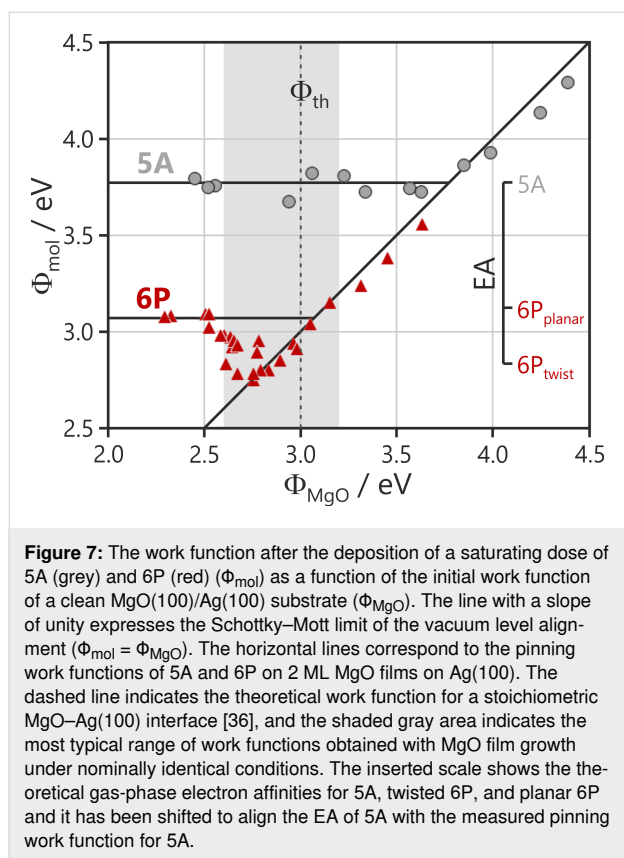 4.5
4.0
3.5
3.0
2.5
Φmol / eV
Φth
5A
6P
5A
EA
6Pplanar
6Ptwist
2.0 2.5 3.0 3.5 4.0 4.5
ΦMgO / eV
Figure 7: The work function after the deposition of a saturating dose of
5A (grey) and 6P (red) (Φmol) as a function of the initial work function
of a clean MgO(100)/Ag(100) substrate (ΦMgO). The line with a slope
of unity expresses the Schottky–Mott limit of the vacuum level align-
ment (Φmol = ΦMgO). The horizontal lines correspond to the pinning
work functions of 5A and 6P on 2 ML MgO films on Ag(100). The
dashed line indicates the theoretical work function for a stoichiometric
MgO–Ag(100) interface [36], and the shaded gray area indicates the
most typical range of work functions obtained with MgO film growth
under nominally identical conditions. The inserted scale shows the the-
oretical gas-phase electron affinities for 5A, twisted 6P, and planar 6P
and it has been shifted to align the EA of 5A with the measured pinning
work function for 5A.